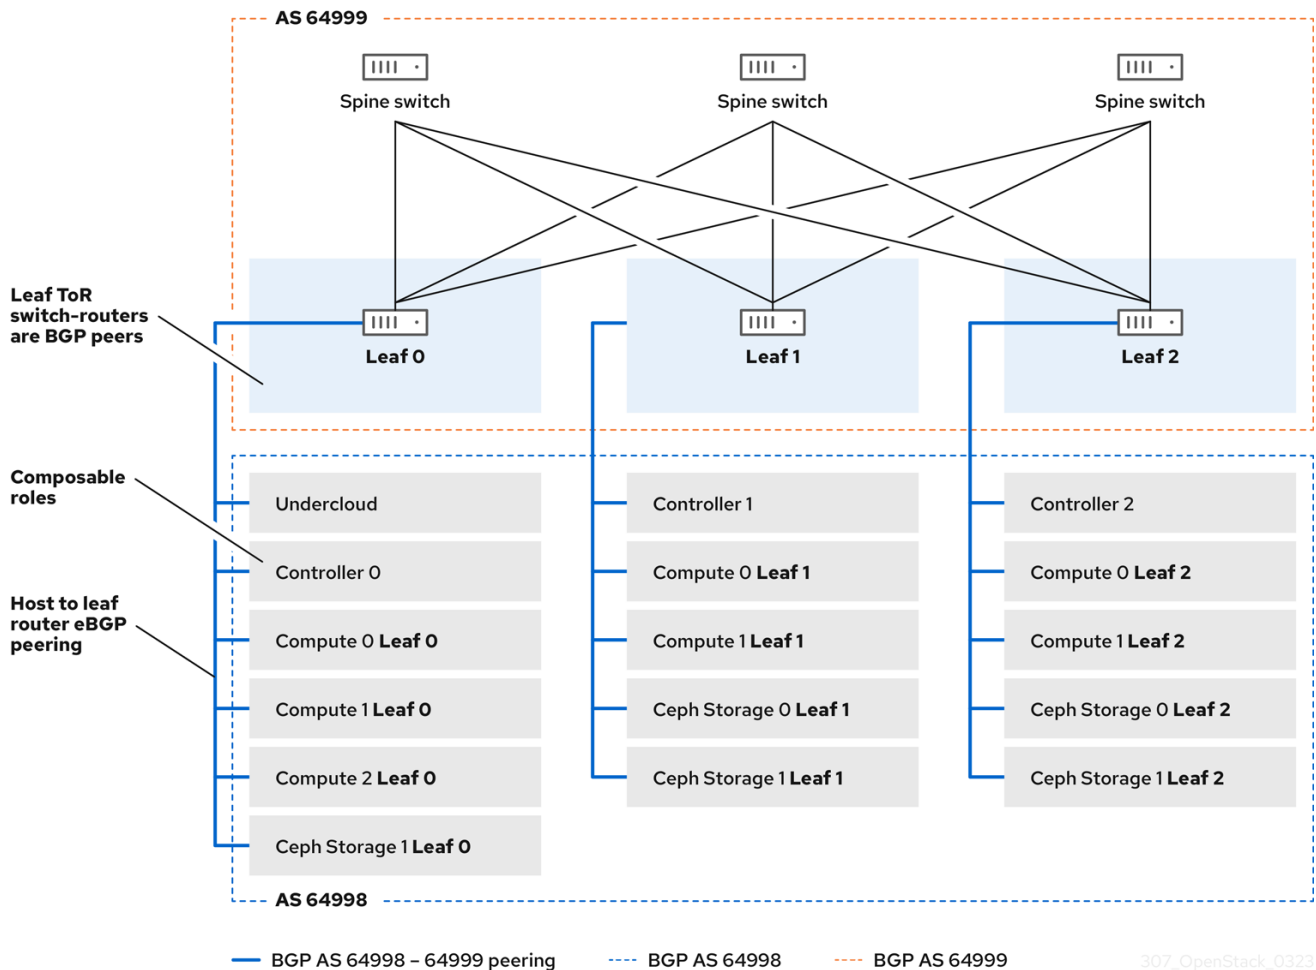 AS 64999
Spine switch
Spine switch
Spine switch
Leaf ToR
switch-routers
are BGP peers
Leaf 0
Leaf 1
Leaf 2
Composable
roles
Host to leaf
router eBGP
peering
Undercloud
Controller 0
Compute 0 Leaf 0
Compute 1 Leaf 0
Compute 2 Leaf 0
Ceph Storage 1 Leaf 0
Controller 1
Compute 0 Leaf 1
Compute 1 Leaf 1
Ceph Storage 0 Leaf 1
Ceph Storage 1 Leaf 1
Controller 2
Compute 0 Leaf 2
Compute 1 Leaf 2
Ceph Storage 0 Leaf 2
Ceph Storage 1 Leaf 2
AS 64998
BGP AS 64998 – 64999 peering
BGP AS 64998
BGP AS 64999
307_OpenStack_0323